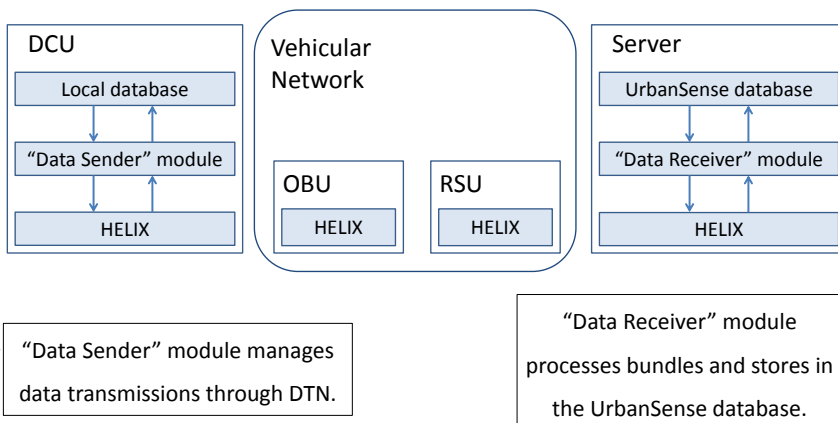 DCU
Local database
“Data Sender” module
HELIX
Vehicular
Network
OBU
HELIX
RSU
HELIX
Server
UrbanSense database
“Data Receiver” module
HELIX
“Data Sender” module manages
data transmissions through DTN.
“Data Receiver” module
processes bundles and stores in
the UrbanSense database.